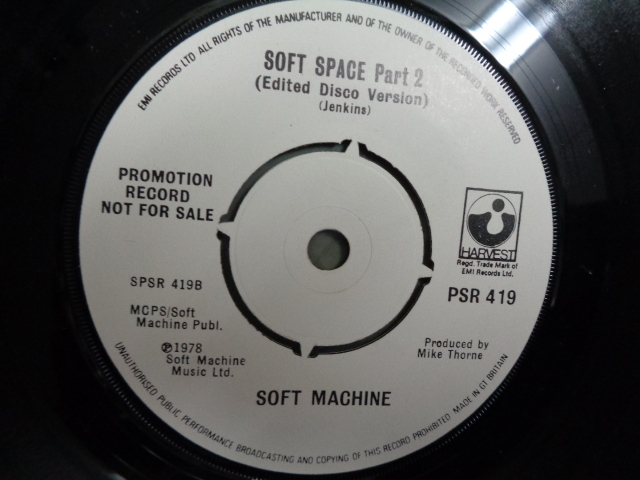 EMI RECORDS LTD ALL RIGHTS OF THE MANUFACTURER AND OF THE OWNER OF THE RECORDED WORK RESERVED
SOFT SPACE Part 2
(Edited Disco Version)
(Jenkins)
PROMOTION
RECORD
NOT FOR SALE
HARVEST
Regd. Trade Mark of
EMI Records Ltd.
SPSR 419B
PSR 419
MCPS/Soft
Machine Publ.
℗1978
Soft Machine
Music Ltd.
Produced by
Mike Thorne
SOFT MACHINE
UNAUTHORISED PUBLIC PERFORMANCE BROADCASTING AND COPYING OF THIS RECORD PROHIBITED. MADE IN GT BRITAIN